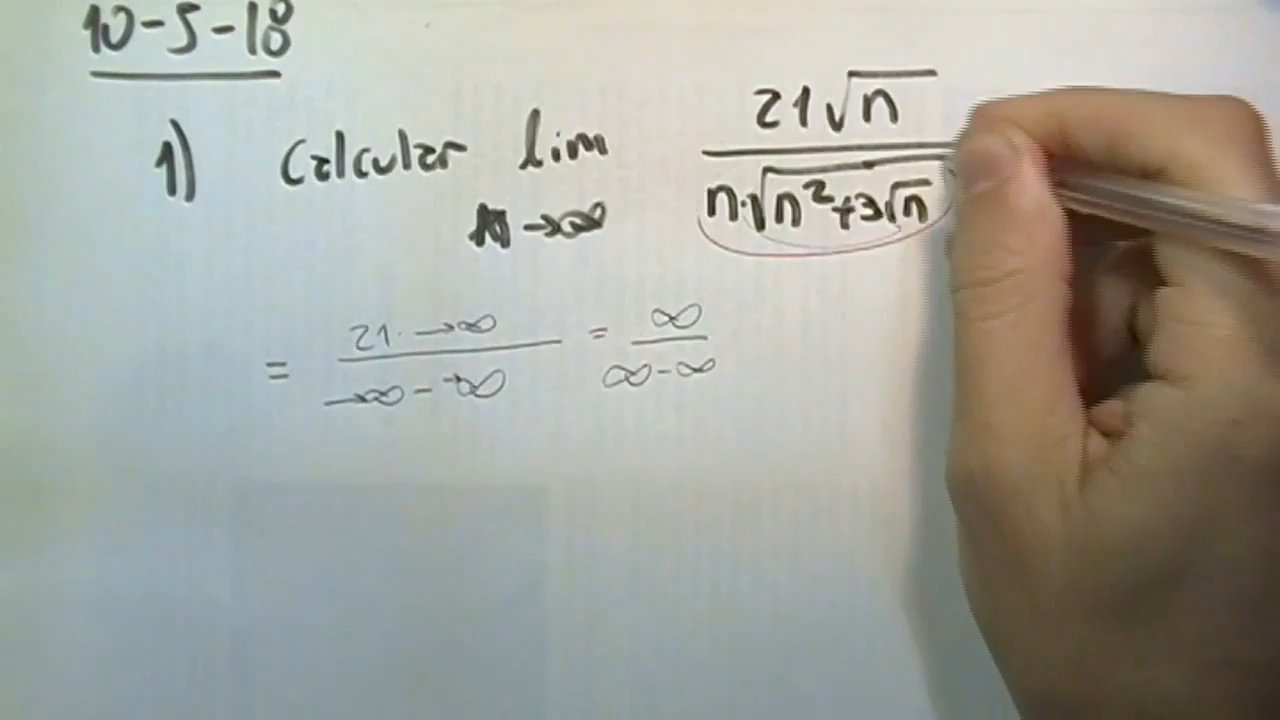 10-5-18
1) Calcular lim n→∞ 21√n / n·√n²+3√n
= 21·→∞ / →∞-→∞ = ∞ / ∞-∞